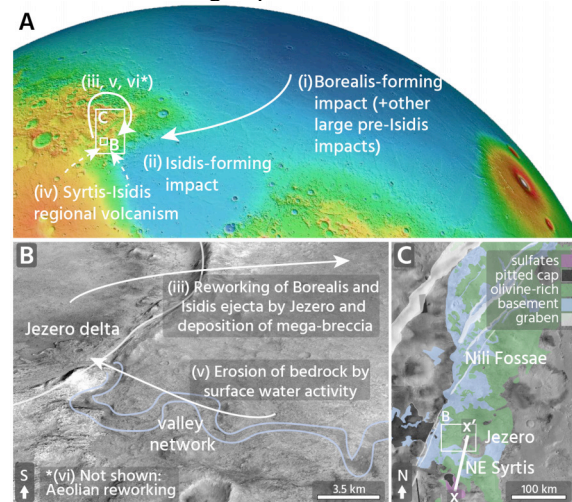 A
(iii, v, vi*)
C
B
(i) Borealis-forming
impact (+other
large pre-Isidis
impacts)
(ii) Isidis-forming
impact
(iv) Syrtis-Isidis
regional volcanism
B
(iii) Reworking of Borealis and
Isidis ejecta by Jezero and
deposition of mega-breccia
Jezero delta
(v) Erosion of bedrock by
surface water activity
valley
network
S
*(vi) Not shown:
Aeolian reworking
3.5 km
C
sulfates
pitted cap
olivine-rich
basement
graben
Nili Fossae
B
x'
Jezero
NE Syrtis
x
N
100 km